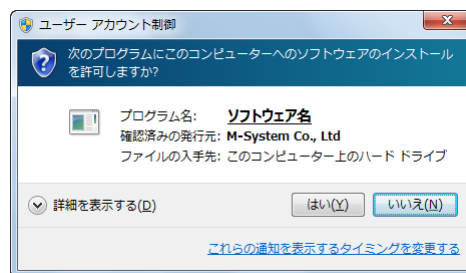 ユーザー アカウント制御
次のプログラムにこのコンピューターへのソフトウェアのインストール
を許可しますか?
プログラム名: ソフトウェア名
確認済みの発行元: M-System Co., Ltd
ファイルの入手先: このコンピューター上のハード ドライブ
詳細を表示する(D) はい(Y) いいえ(N)
これらの通知を表示するタイミングを変更する